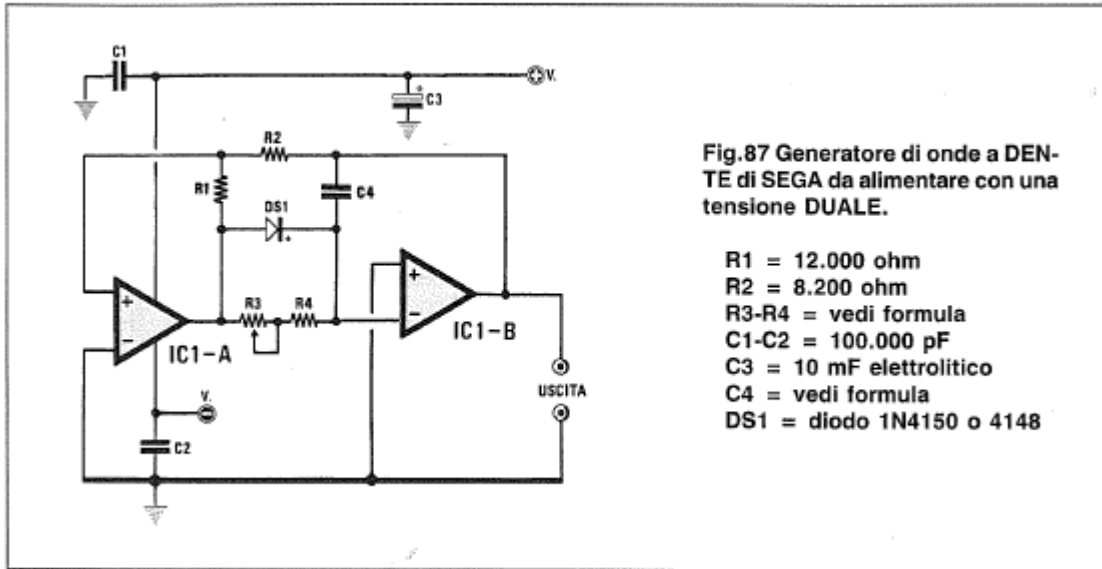 C1
V.
+
C3
R2
R1
C4
DS1
+
+
−
IC1-A
R3
R4
+
−
IC1-B
V.
USCITA
C2
Fig.87 Generatore di onde a DEN-
TE di SEGA da alimentare con una
tensione DUALE.
R1 = 12.000 ohm
R2 = 8.200 ohm
R3-R4 = vedi formula
C1-C2 = 100.000 pF
C3 = 10 mF elettrolitico
C4 = vedi formula
DS1 = diodo 1N4150 o 4148